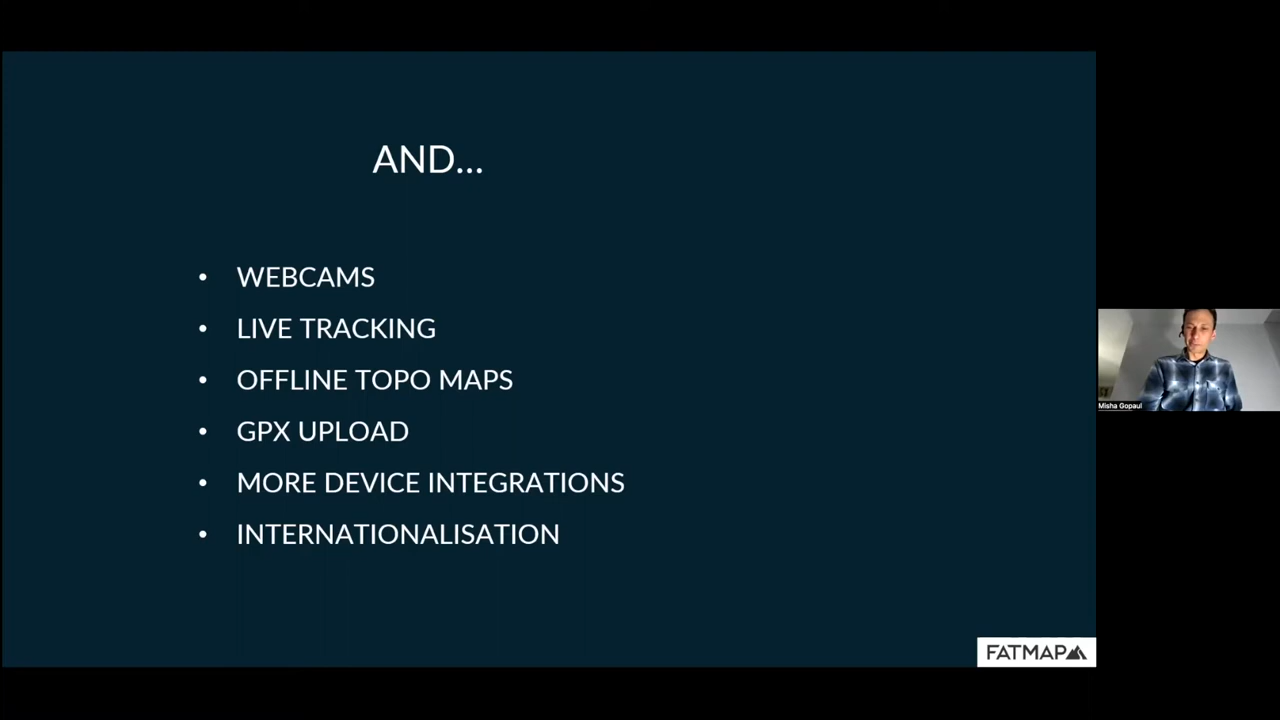 AND...
• WEBCAMS
• LIVE TRACKING
• OFFLINE TOPO MAPS
• GPX UPLOAD
• MORE DEVICE INTEGRATIONS
• INTERNATIONALISATION
Misha Gopaul
FATMAP